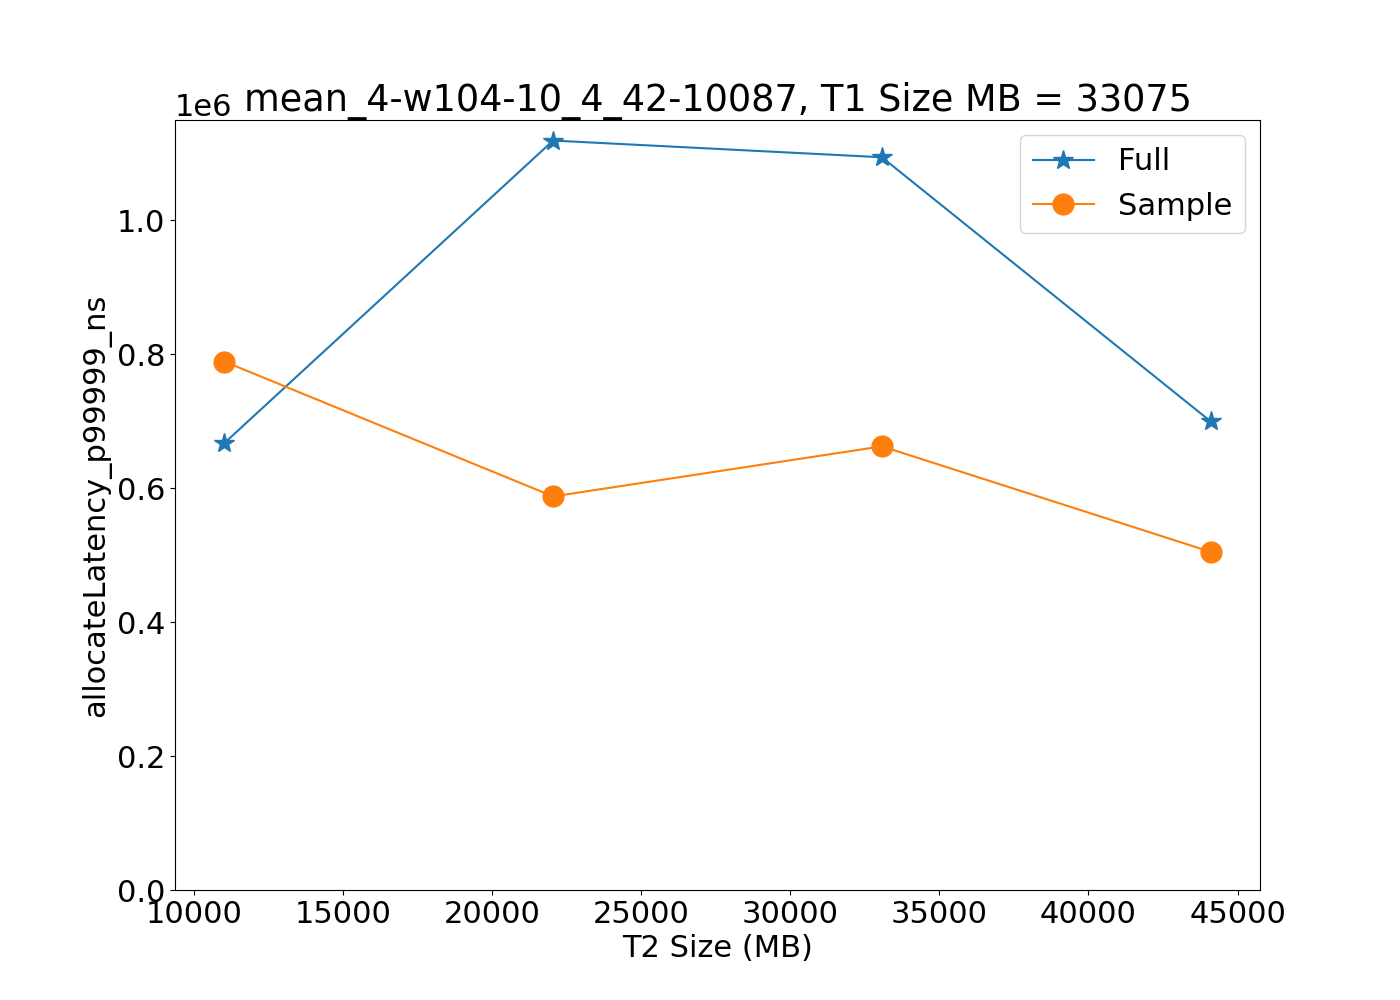 1e6
mean_4-w104-10_4_42-10087, T1 Size MB = 33075
Full
Sample
allocateLatency_p99999_ns
1.0
0.8
0.6
0.4
0.2
0.0
10000 15000 20000 25000 30000 35000 40000 45000
T2 Size (MB)